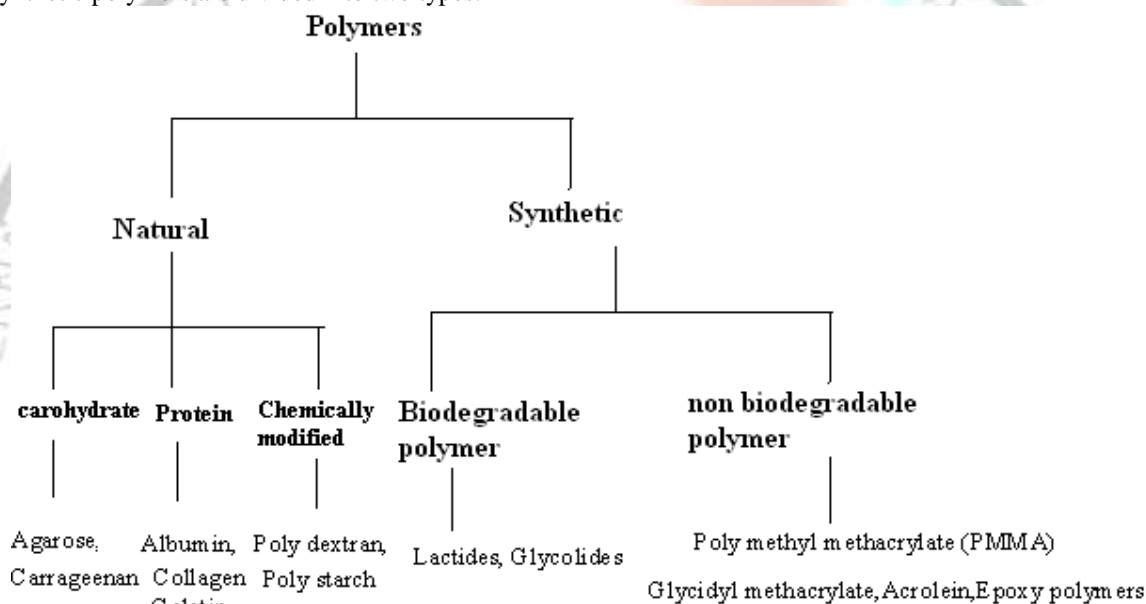 Polymers
Natural
Synthetic
carohydrate Protein Chemically
modified
Biodegradable
polymer
non biodegradable
polymer
Agarose,
Carrageenan
Albumin,
Collagen
Poly dextran,
Poly starch
Lactides, Glycolides
Poly methyl methacrylate (PMMA)
Glycidyl methacrylate,Acrolein,Epoxy polymers